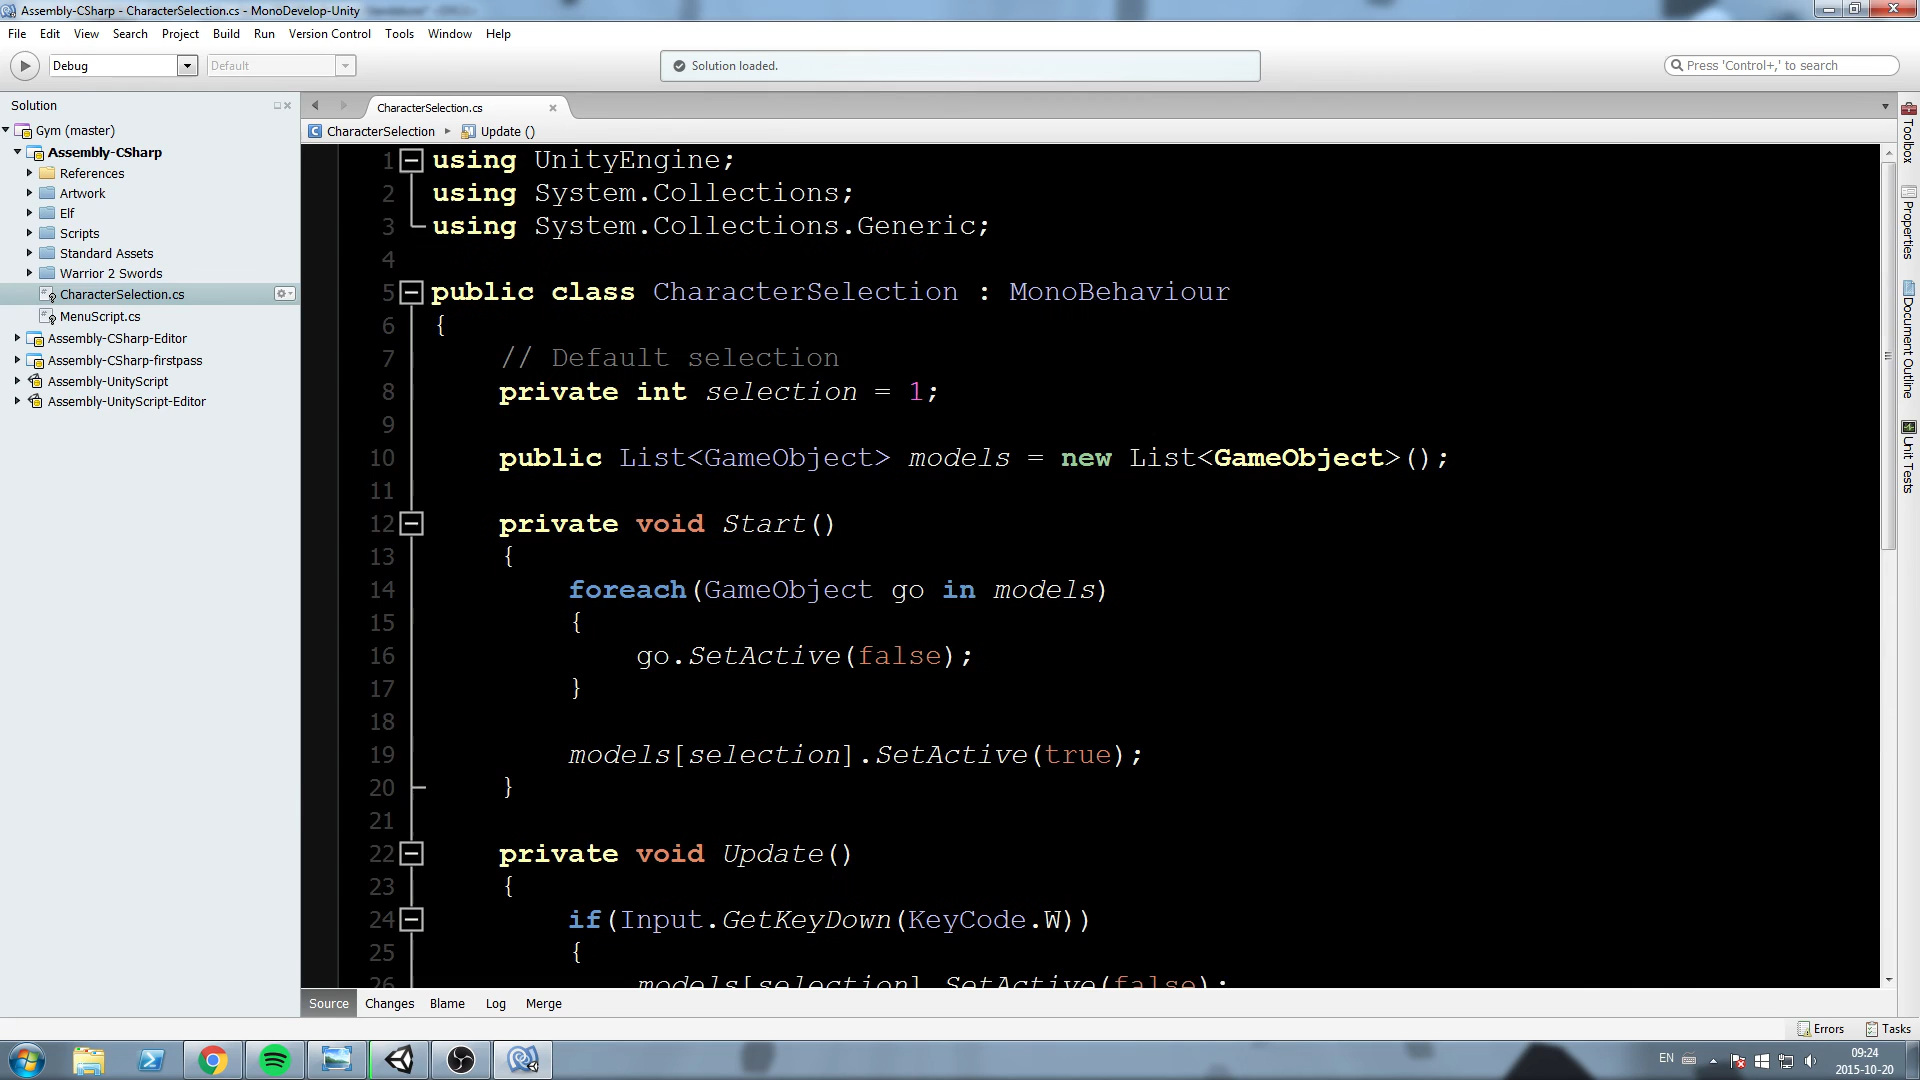 Assembly-CSharp - CharacterSelection.cs - MonoDevelop-Unity
File Edit View Search Project Build Run Version Control Tools Window Help
Debug
Default
Solution loaded.
Press 'Control+,' to search
Solution
Gym (master)
Assembly-CSharp
References
Artwork
Elf
Scripts
Standard Assets
Warrior 2 Swords
CharacterSelection.cs
MenuScript.cs
Assembly-CSharp-Editor
Assembly-CSharp-firstpass
Assembly-UnityScript
Assembly-UnityScript-Editor
CharacterSelection.cs
CharacterSelection Update ()
1 using UnityEngine;
2 using System.Collections;
3 using System.Collections.Generic;
4
5 public class CharacterSelection : MonoBehaviour
6 {
7 // Default selection
8 private int selection = 1;
9
10 public List<GameObject> models = new List<GameObject>();
11
12 private void Start()
13 {
14 foreach(GameObject go in models)
15 {
16 go.SetActive(false);
17 }
18
19 models[selection].SetActive(true);
20 }
21
22 private void Update()
23 {
24 if(Input.GetKeyDown(KeyCode.W))
25 {
26 models[selection].SetActive(false);
Source Changes Blame Log Merge
Toolbox
Properties
Document Outline
Unit Tests
Errors Tasks
EN
09:24
2015-10-20